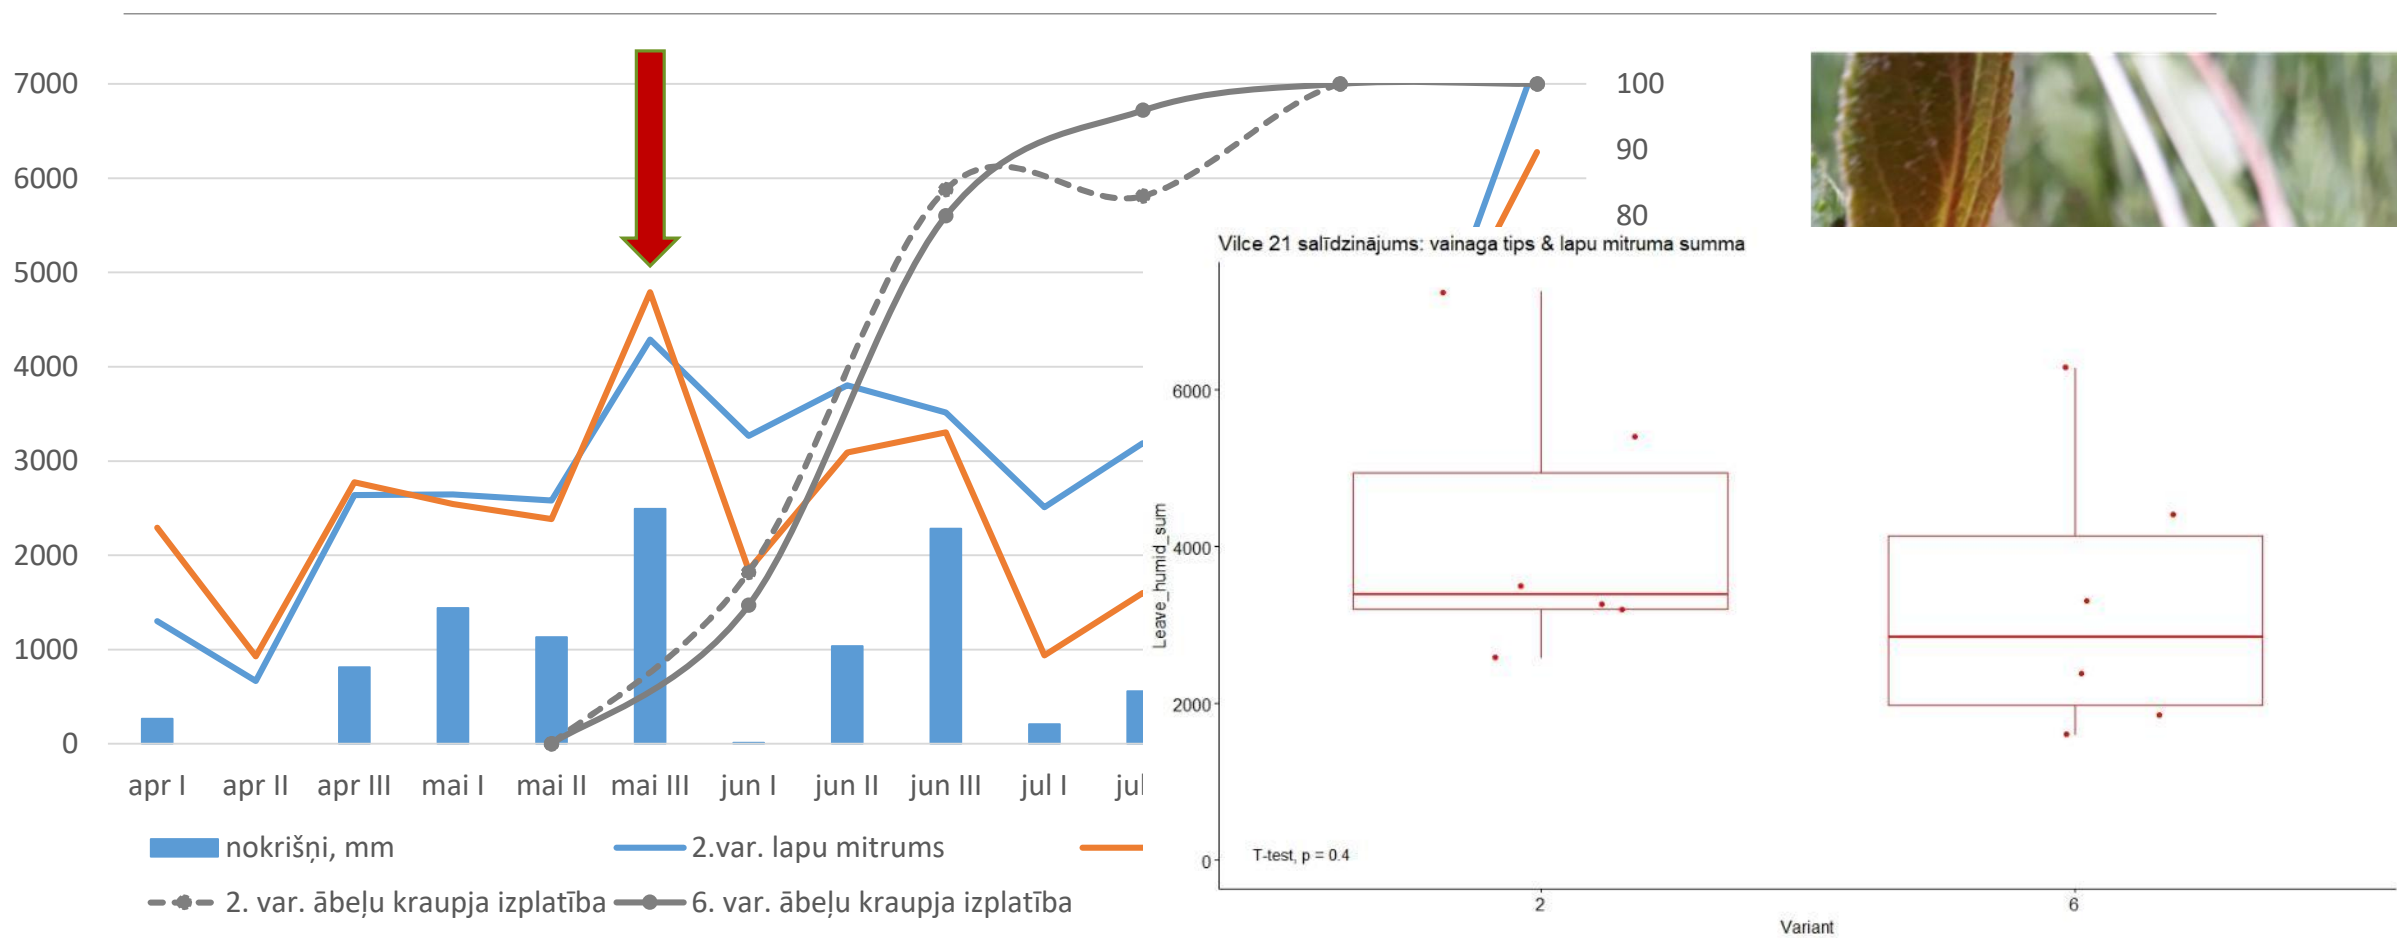 7000
6000
5000
4000
3000
2000
1000
0
100
90
80
apr I apr II apr III mai I mai II mai III jun I jun II jun III jul I jul
nokrišņi, mm 2.var. lapu mitrums
2. var. ābeļu kraupja izplatība 6. var. ābeļu kraupja izplatība
Vilce 21 salīdzinājums: vainaga tips & lapu mitruma summa
Leave_humid_sum
6000
4000
2000
0
T-test, p = 0.4
2 6
Variant